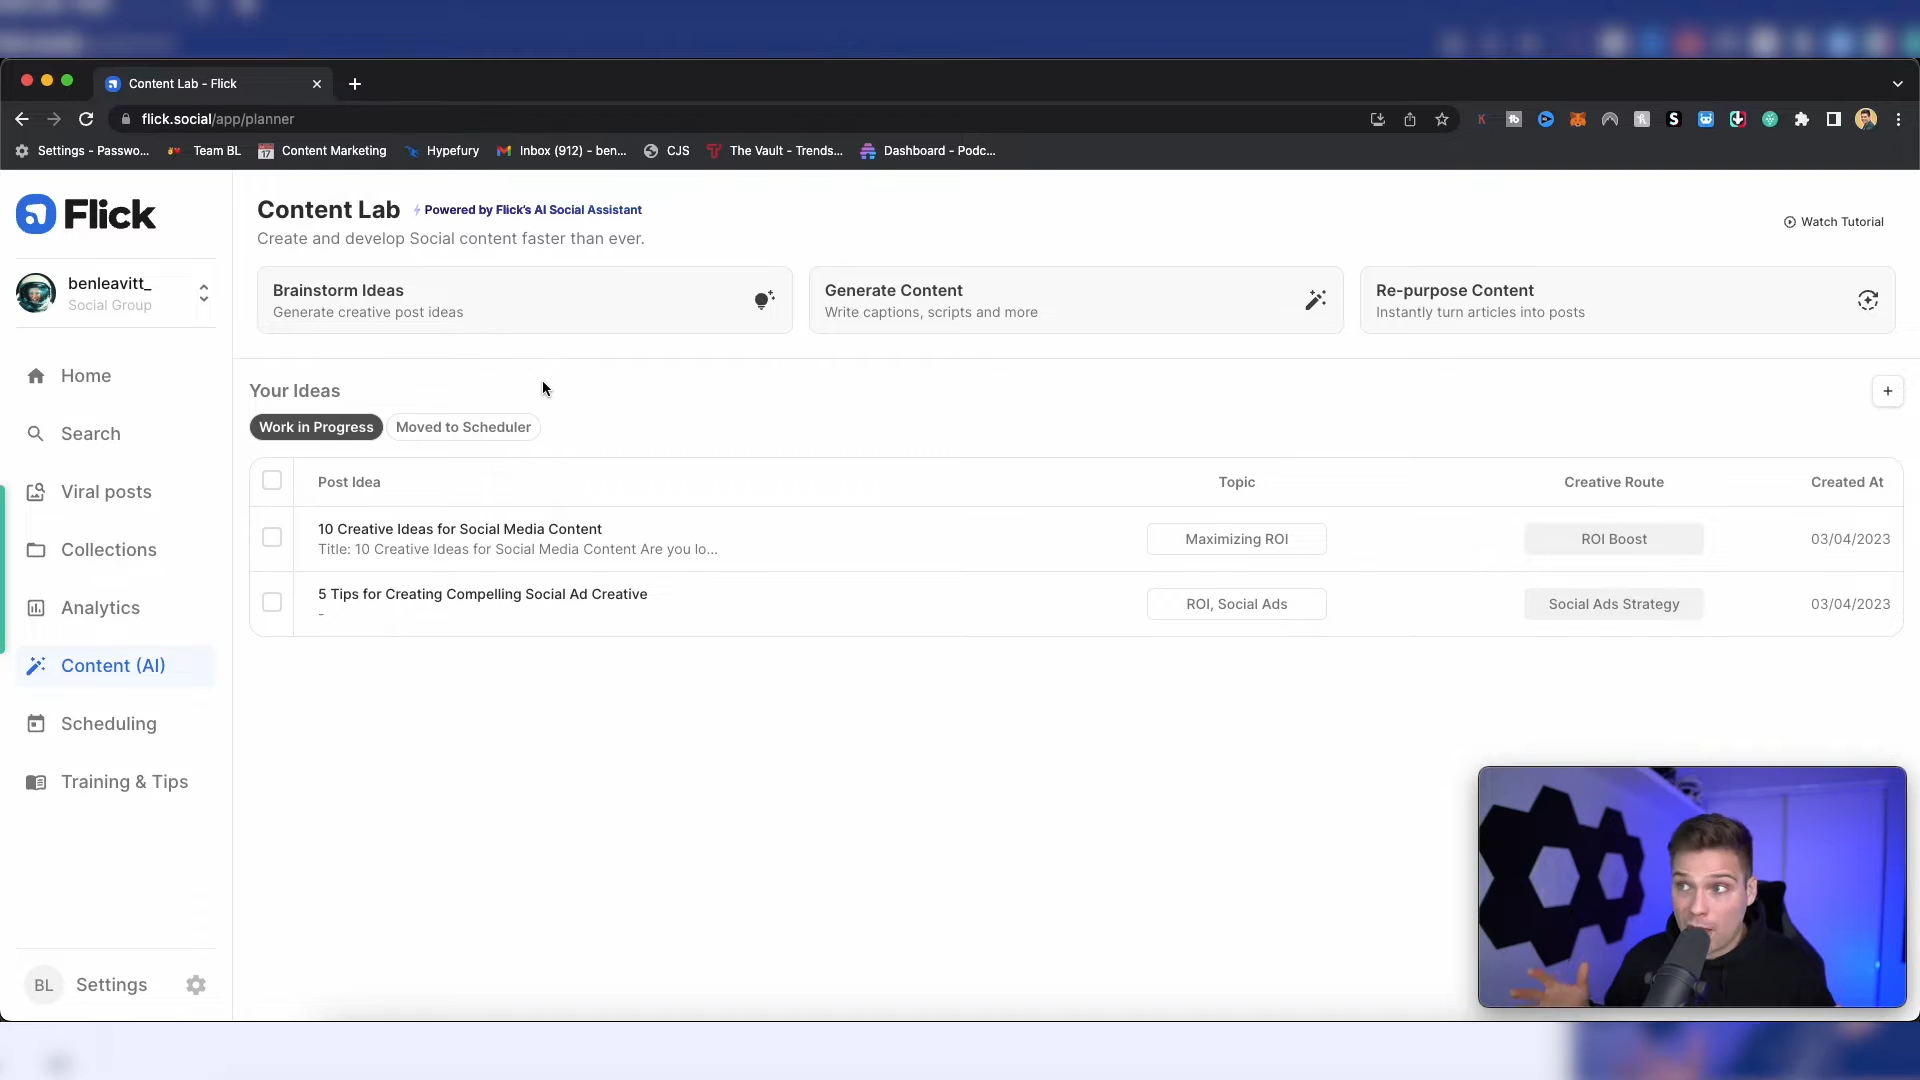 Content Lab - Flick
flick.social/app/planner
Settings - Passwo...
Team BL
17
Content Marketing
Hypefury
Inbox (912) - ben...
CJS
The Vault - Trends...
Dashboard - Podc...
Flick
benleavitt_
Social Group
Home
Search
Viral posts
Collections
Analytics
Content (AI)
Scheduling
Training & Tips
BL
Settings
Content Lab
Powered by Flick's AI Social Assistant
Create and develop Social content faster than ever.
Watch Tutorial
Brainstorm Ideas
Generate creative post ideas
Generate Content
Write captions, scripts and more
Re-purpose Content
Instantly turn articles into posts
Your Ideas
Work in Progress
Moved to Scheduler
Post Idea
Topic
Creative Route
Created At
10 Creative Ideas for Social Media Content
Title: 10 Creative Ideas for Social Media Content Are you lo...
Maximizing ROI
ROI Boost
03/04/2023
5 Tips for Creating Compelling Social Ad Creative
-
ROI, Social Ads
Social Ads Strategy
03/04/2023